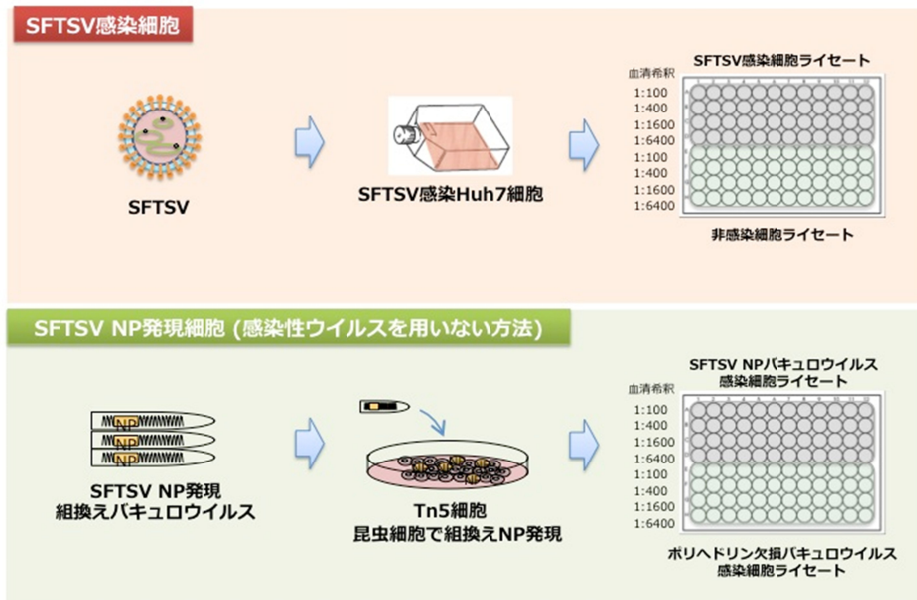 SFTSV感染細胞
SFTSV
SFTSV感染Huh7細胞
SFTSV感染細胞ライセート
血清希釈
1:100
1:400
1:1600
1:6400
1:100
1:400
1:1600
1:6400
非感染細胞ライセート
SFTSV NP発現細胞 (感染性ウイルスを用いない方法)
NP
NP
NP
SFTSV NP発現
組換えバキュロウイルス
Tn5細胞
昆虫細胞で組換えNP発現
SFTSV NPバキュロウイルス
感染細胞ライセート
血清希釈
1:100
1:400
1:1600
1:6400
1:100
1:400
1:1600
1:6400
ポリヘドリン欠損バキュロウイルス
感染細胞ライセート